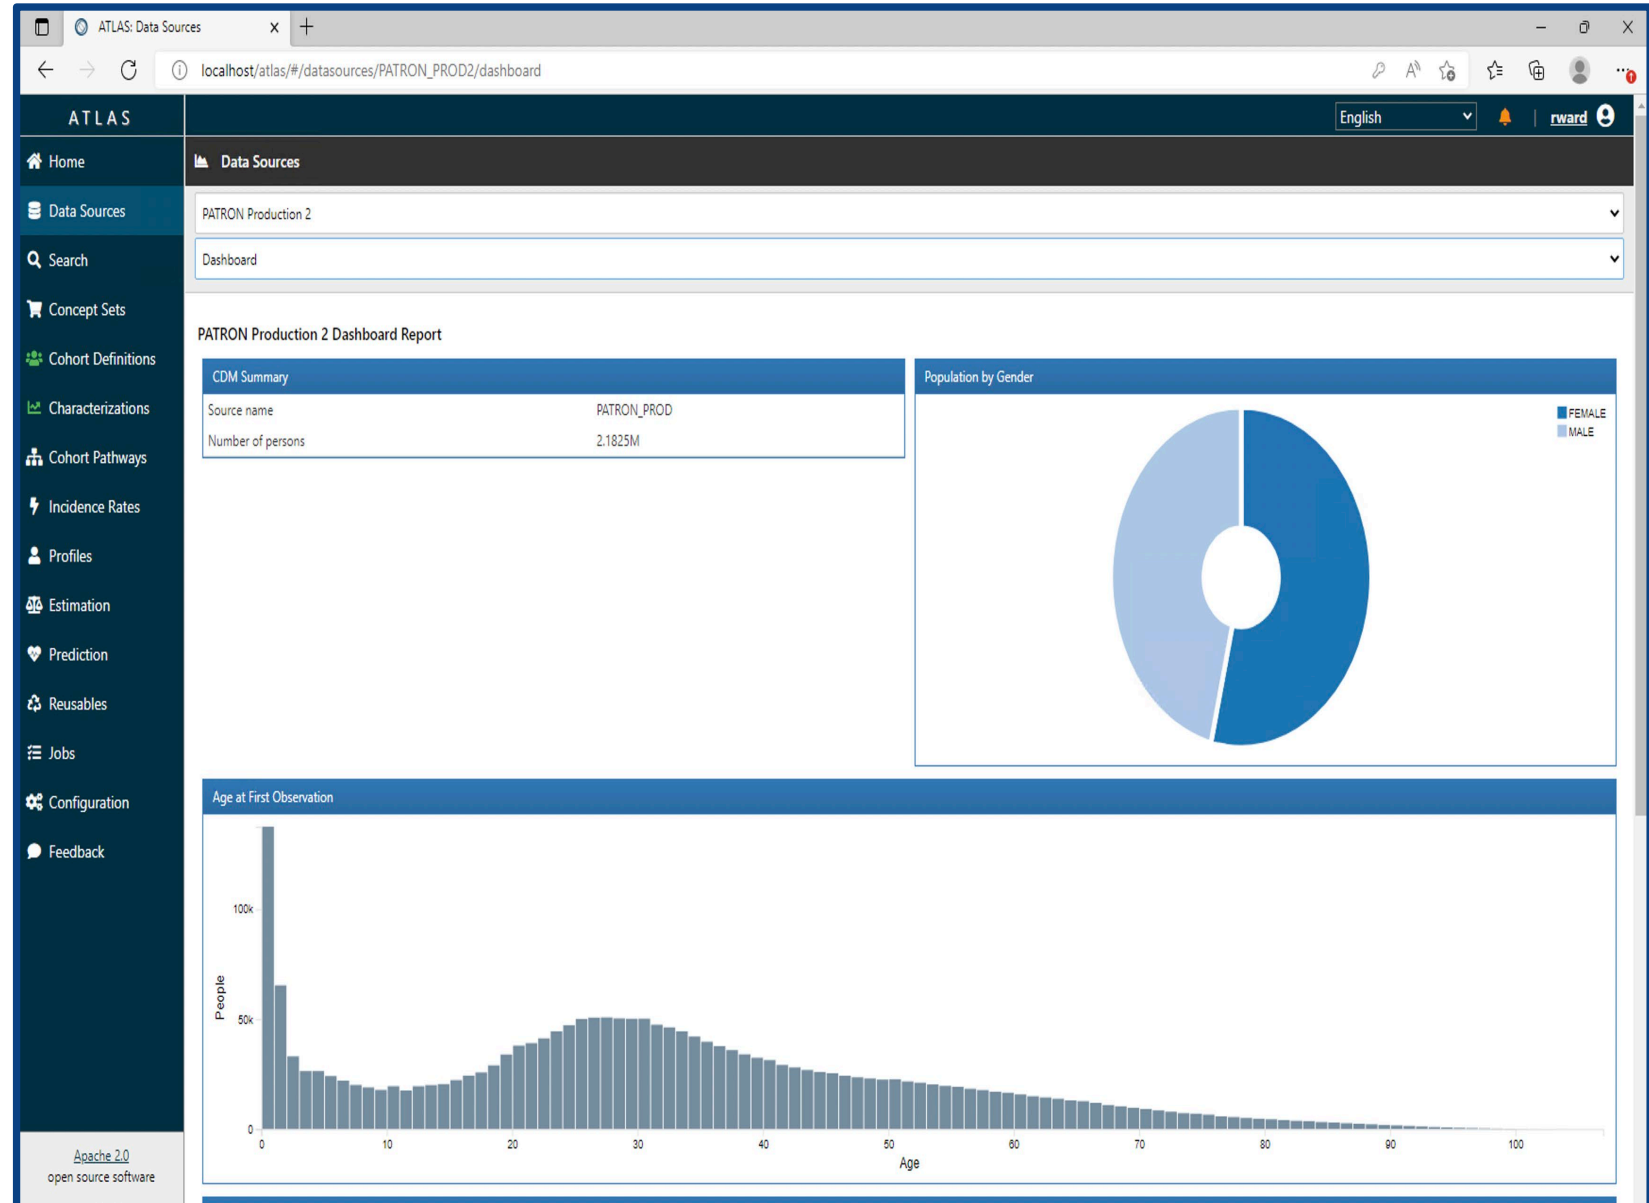 ATLAS: Data Sources
localhost/atlas/#/datasources/PATRON_PROD2/dashboard
ATLAS
English
rward
Home
Data Sources
Search
Concept Sets
Cohort Definitions
Characterizations
Cohort Pathways
Incidence Rates
Profiles
Estimation
Prediction
Reusables
Jobs
Configuration
Feedback
Apache 2.0
open source software
Data Sources
PATRON Production 2
Dashboard
PATRON Production 2 Dashboard Report
CDM Summary
Source name PATRON_PROD
Number of persons 2.1825M
Population by Gender
FEMALE
MALE
Age at First Observation
100k
50k
0
People
0 10 20 30 40 50 60 70 80 90 100
Age